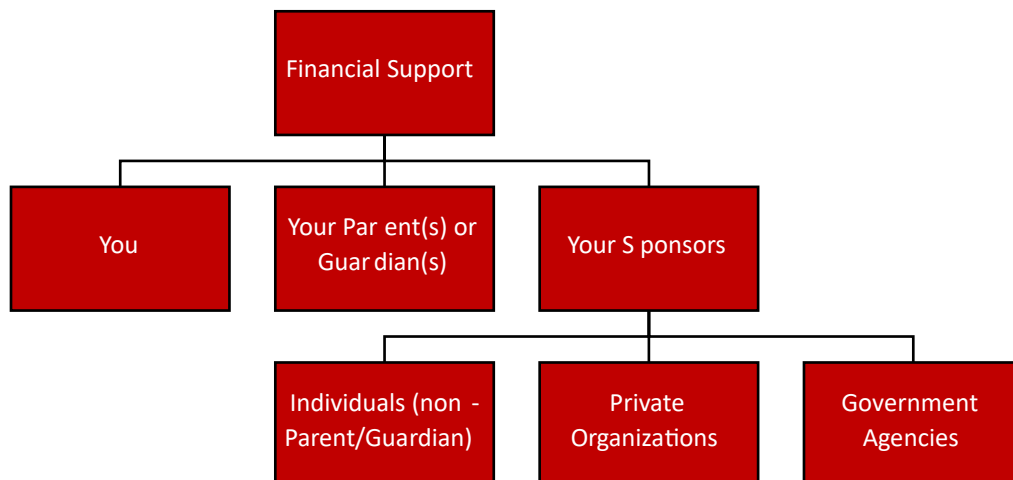 Financial Support
You
Your Par ent(s) or
Guar dian(s)
Your S ponsors
Individuals (non -
Parent/Guardian)
Private
Organizations
Government
Agencies